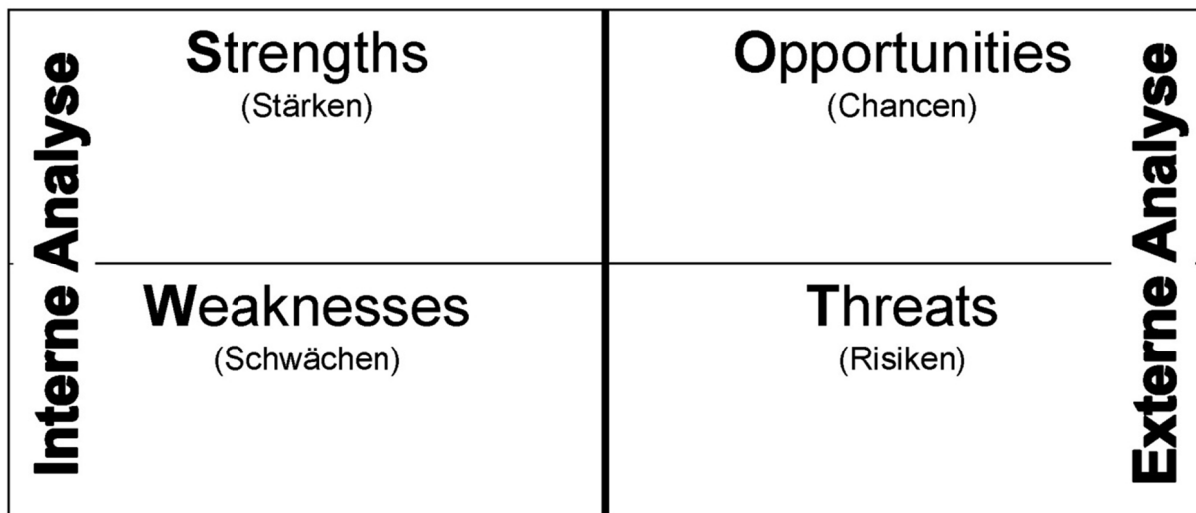 Interne Analyse
Strengths
(Stärken)
Opportunities
(Chancen)
Weaknesses
(Schwächen)
Threats
(Risiken)
Externe Analyse